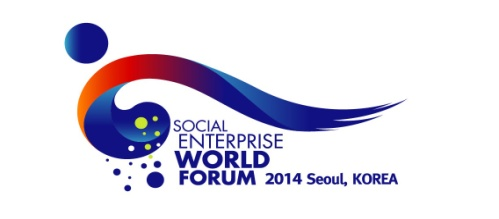 SOCIAL
ENTERPRISE
WORLD
FORUM 2014 Seoul, KOREA